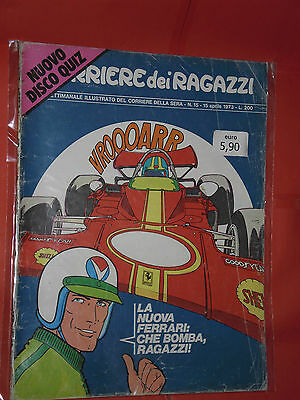 NUOVO
DISCO QUIZ
RRIERE dei RAGAZZI
SETTIMANALE ILLUSTRATO DEL CORRIERE DELLA SERA - N. 15 - 15 aprile 1973 - L. 200
VROOOARR
euro
5,90
GOODYEAR
SHELL
SHELL
LA
NUOVA
FERRARI:
CHE BOMBA,
RAGAZZI!